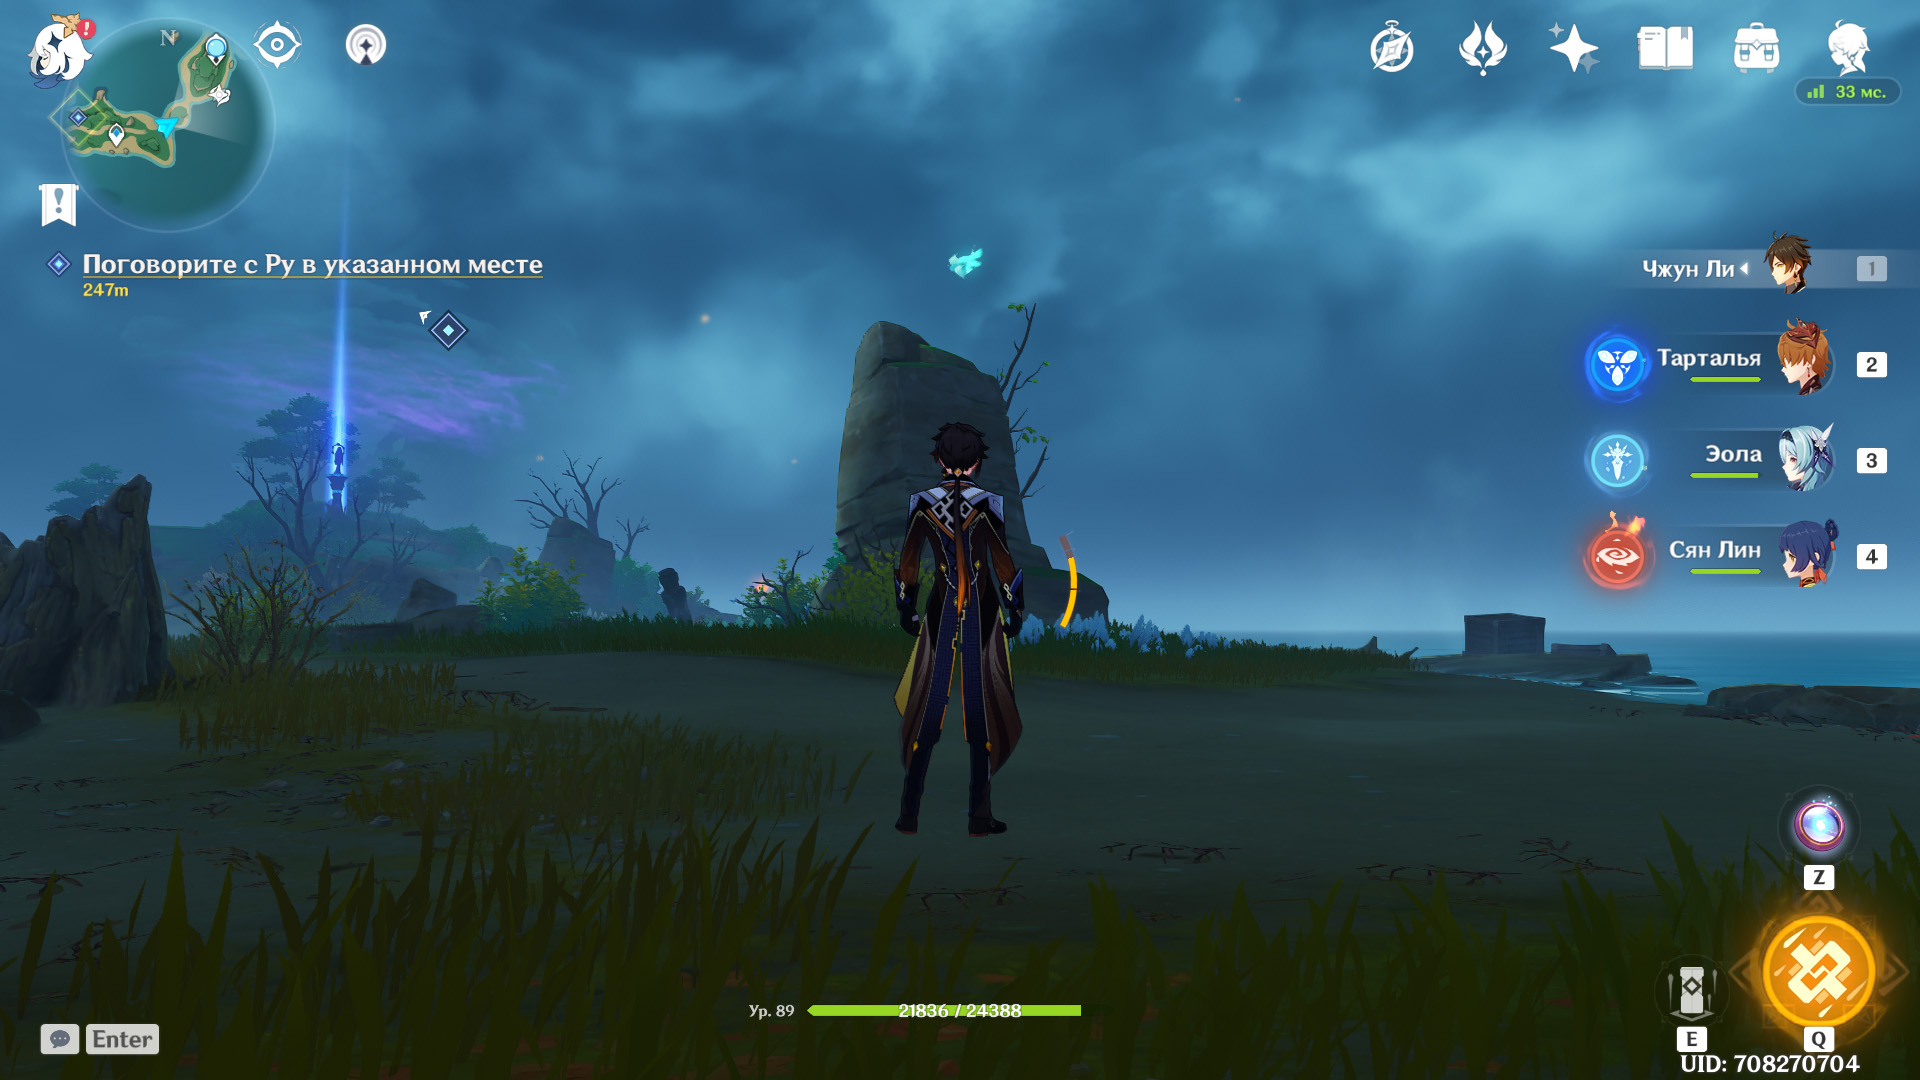 N
33 мс.
Поговорите с Ру в указанном месте
247m
Чжун Ли
1
Тарталья
2
Эола
3
Сян Лин
4
Z
Ур. 89
21836 / 24388
Enter
E
Q
UID: 708270704